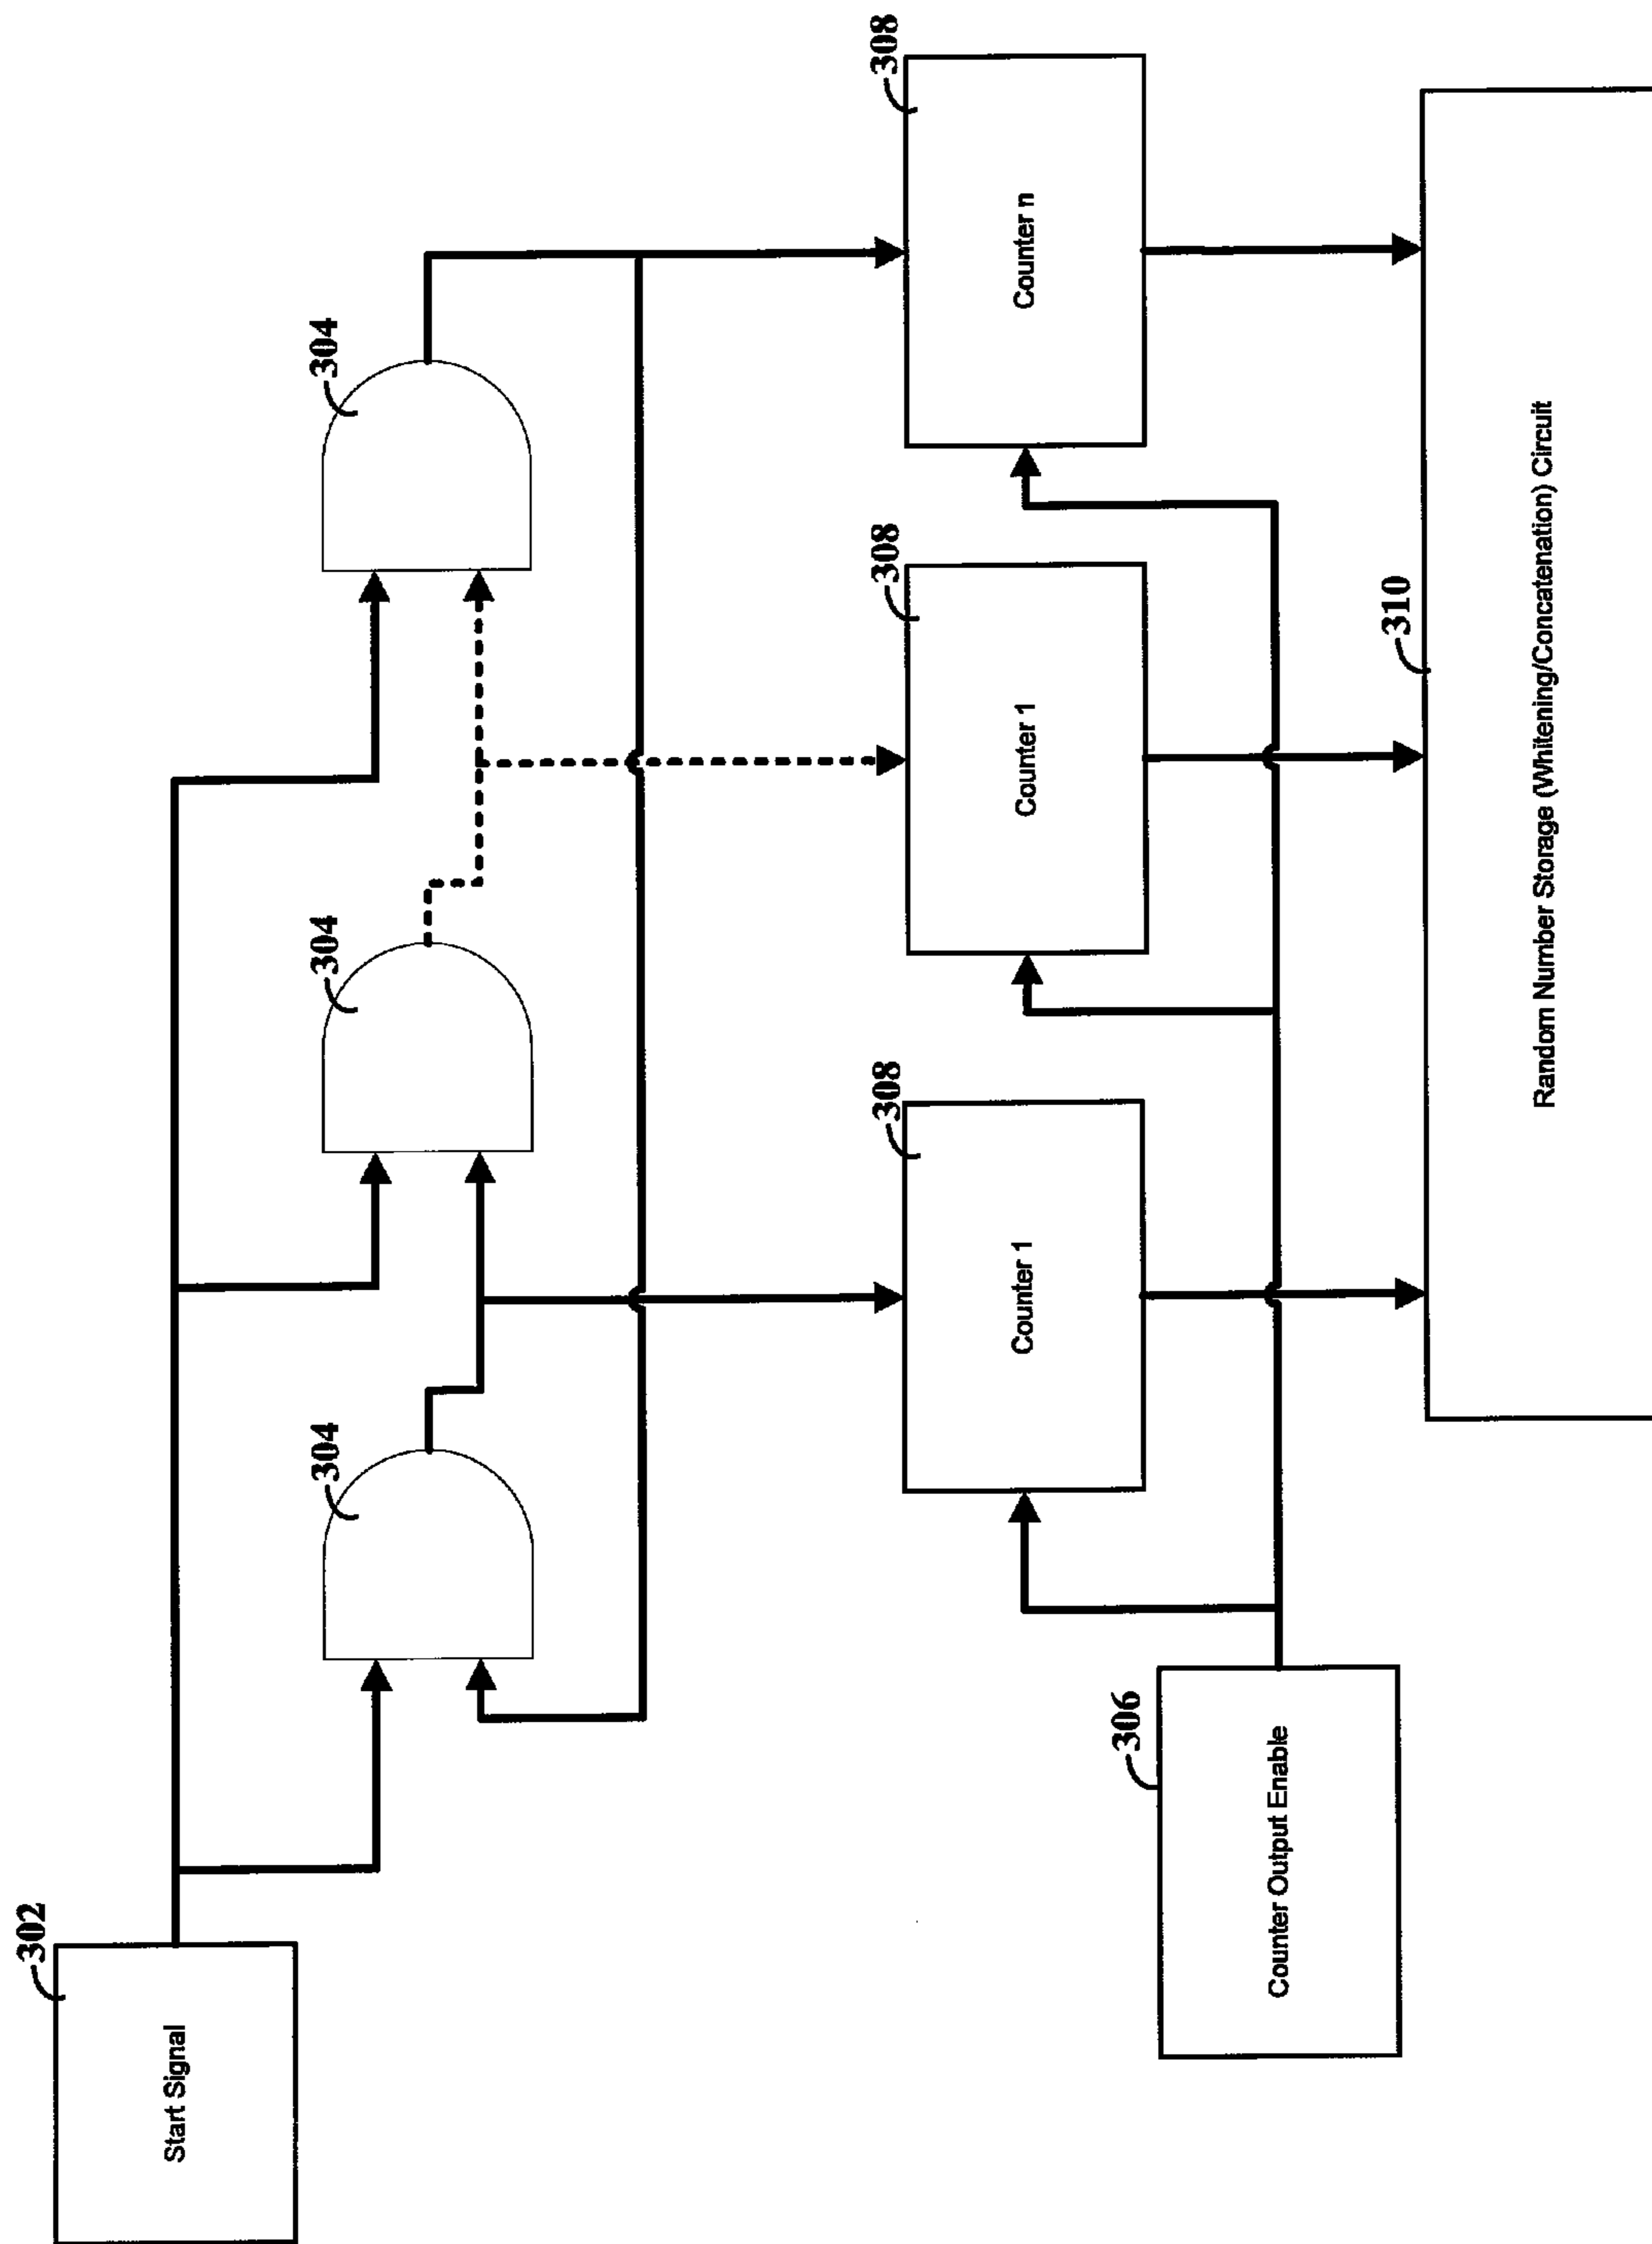 302
Start Signal
304
304
304
308
Counter 1
308
Counter 1
308
Counter n
306
Counter Output Enable
310
Random Number Storage (Whitening/Concatenation) Circuit